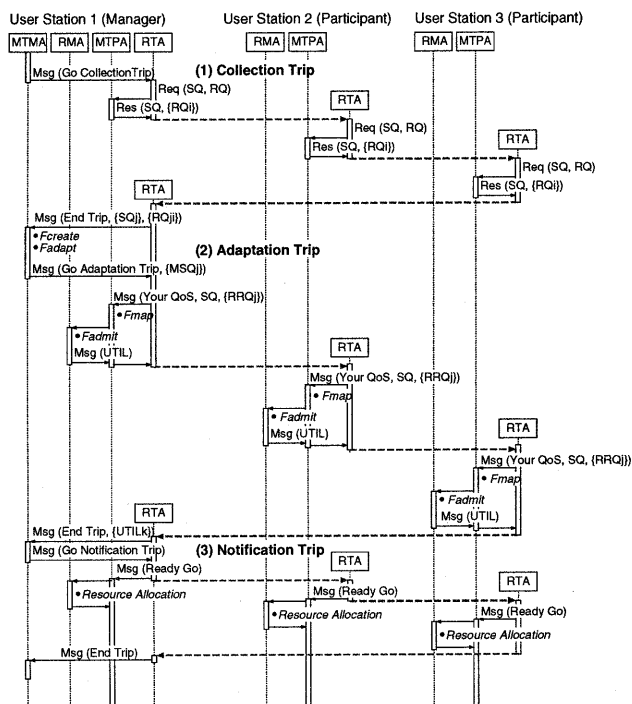 User Station 1 (Manager) User Station 2 (Participant) User Station 3 (Participant)
MTMA RMA MTPA RTA RMA MTPA RMA MTPA
Msg (Go CollectionTrip)
(1) Collection Trip
Req (SQ, RQ)
RTA
Res (SQ, {RQi})
Req (SQ, RQ)
RTA
Res (SQ, {RQi})
Req (SQ, RQ)
RTA
Res (SQ, {RQi})
Msg (End Trip, {SQj}, {RQji})
• Fcreate
• Fadapt
(2) Adaptation Trip
Msg (Go Adaptation Trip, {MSQj})
Msg (Your QoS, SQ, {RRQj})
• Fmap
• Fadmit
RTA
Msg (UTIL)
Msg (Your QoS, SQ, {RRQj})
• Fmap
• Fadmit
RTA
Msg (UTIL)
Msg (Your QoS, SQ, {RRQj})
• Fmap
• Fadmit
RTA
Msg (UTIL)
Msg (End Trip, {UTILk})
Msg (Go Notification Trip)
(3) Notification Trip
Msg (Ready Go)
RTA
• Resource Allocation
Msg (Ready Go)
RTA
• Resource Allocation
Msg (Ready Go)
• Resource Allocation
Msg (End Trip)